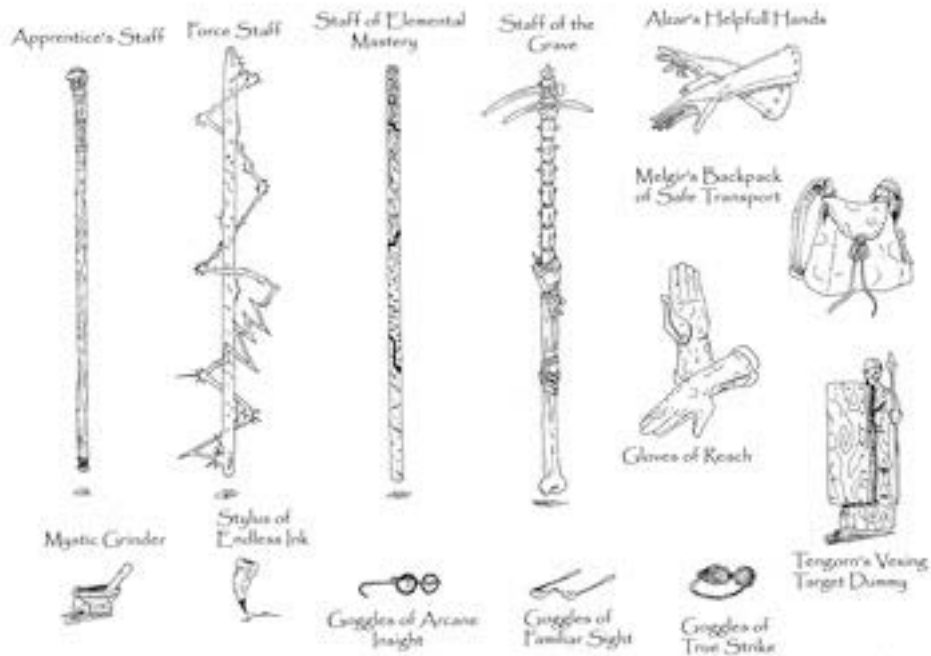 Apprentice's Staff
Force Staff
Staff of Elemental
Mastery
Staff of the
Grave
Alzar's Helpfull Hands
Melgir's Backpack
of Safe Transport
Gloves of Reach
Tengorn's Vexing
Target Dummy
Mystic Grinder
Stylus of
Endless Ink
Goggles of Arcane
Insight
Goggles of
Familiar Sight
Goggles of
True Strike